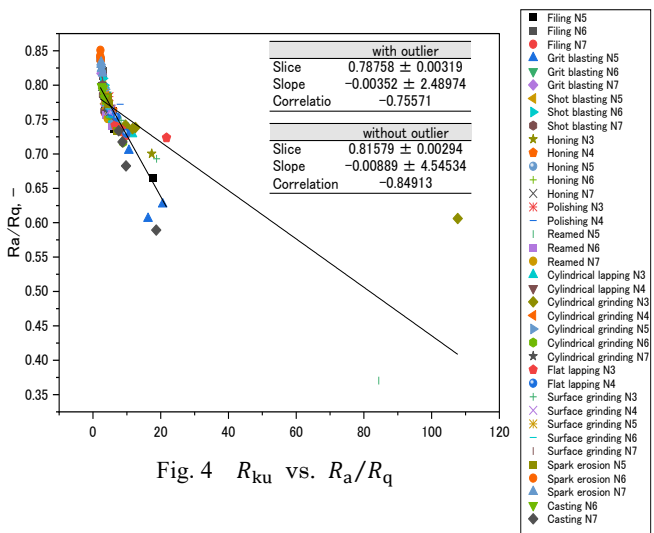 with outlier
Slice 0.78758 ± 0.00319
Slope -0.00352 ± 2.48974
Correlatio -0.75571
without outlier
Slice 0.81579 ± 0.00294
Slope -0.00889 ± 4.54534
Correlation -0.84913
Ra/Rq, -
0.85
0.80
0.75
0.70
0.65
0.60
0.55
0.50
0.45
0.40
0.35
0 20 40 60 80 100 120
Fig. 4 Rku vs. Ra/Rq
Filing N5
Filing N6
Filing N7
Grit blasting N5
Grit blasting N6
Grit blasting N7
Shot blasting N5
Shot blasting N6
Shot blasting N7
Honing N3
Honing N4
Honing N5
Honing N6
Honing N7
Polishing N3
Polishing N4
Reamed N5
Reamed N6
Reamed N7
Cylindrical lapping N3
Cylindrical lapping N4
Cylindrical grinding N3
Cylindrical grinding N4
Cylindrical grinding N5
Cylindrical grinding N6
Cylindrical grinding N7
Flat lapping N3
Flat lapping N4
Surface grinding N3
Surface grinding N4
Surface grinding N5
Surface grinding N6
Surface grinding N7
Spark erosion N5
Spark erosion N6
Spark erosion N7
Casting N6
Casting N7